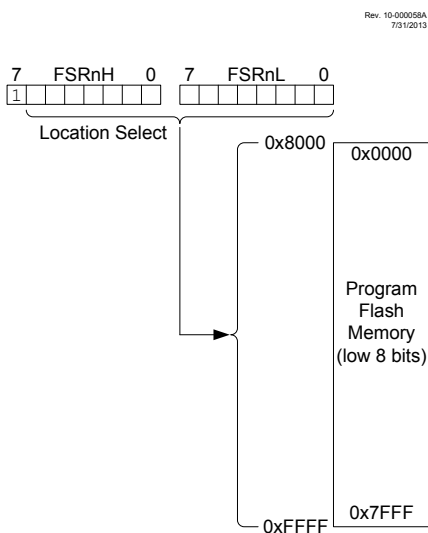 Rev. 10-000058A
7/31/2013
7 FSRnH 0 7 FSRnL 0
1
Location Select
0x8000 0x0000
Program
Flash
Memory
(low 8 bits)
0xFFFF 0x7FFF